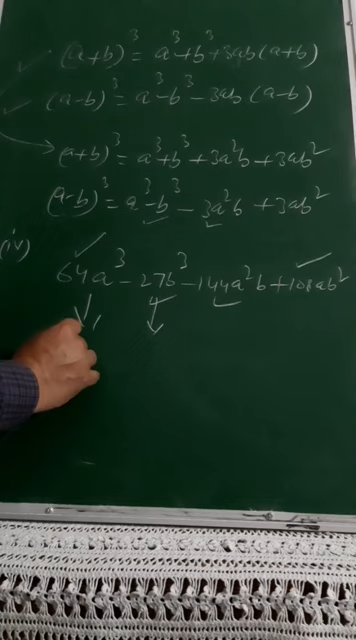 (a+b)³ = a³+b³+3ab(a+b)
(a-b)³ = a³-b³-3ab(a-b)
(a+b)³ = a³+b³+3a²b+3ab²
(a-b)³ = a³-b³-3a²b+3ab²
(iv)
64a³-27b³-144a²b+108ab²